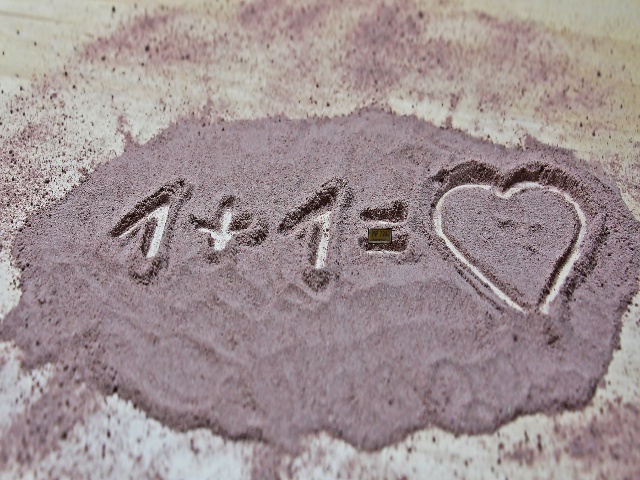 1 + 1 = ♡